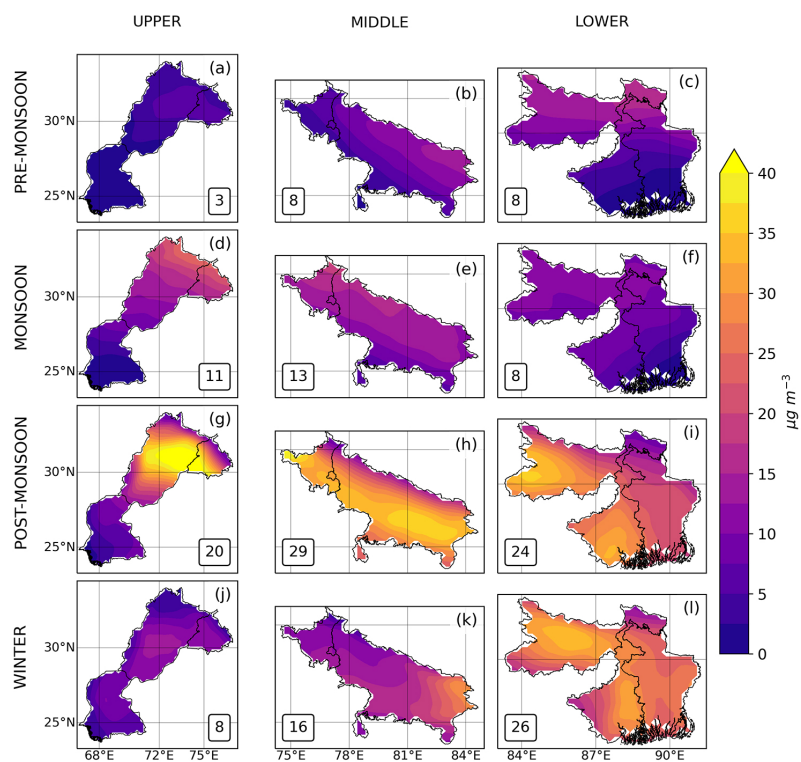 UPPER MIDDLE LOWER
PRE-MONSOON
(a) (b) (c)
30°N
25°N
3 8 8
MONSOON
(d) (e) (f)
30°N
25°N
11 13 8
POST-MONSOON
(g) (h) (i)
30°N
25°N
20 29 24
WINTER
(j) (k) (l)
30°N
25°N
8 16 26
68°E 72°E 75°E 75°E 78°E 81°E 84°E 84°E 87°E 90°E
40
35
30
25
20
15
10
5
0
μg m⁻³